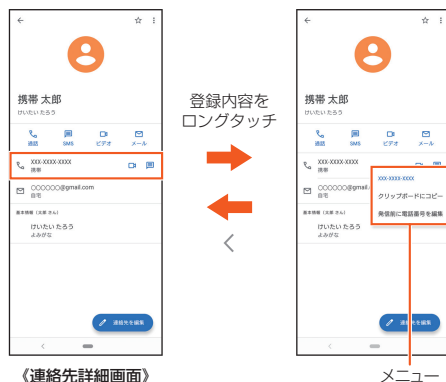 携帯 太郎
けいたい たろう
通話 SMS ビデオ メール
XXX-XXXX-XXXX
携帯
○○○○○○@gmail.com
自宅
基本情報（太郎 さん）
けいたい たろう
よみがな
連絡先を編集
《連絡先詳細画面》
登録内容を
ロングタッチ
携帯 太郎
けいたい たろう
通話 SMS ビデオ メール
XXX-XXXX-XXXX
携帯
○○○○○○@gmail.
自宅
XXX-XXXX-XXXX
クリップボードにコピー
発信前に電話番号を編集
基本情報（太郎 さん）
けいたい たろう
よみがな
連絡先を編集
メニュー